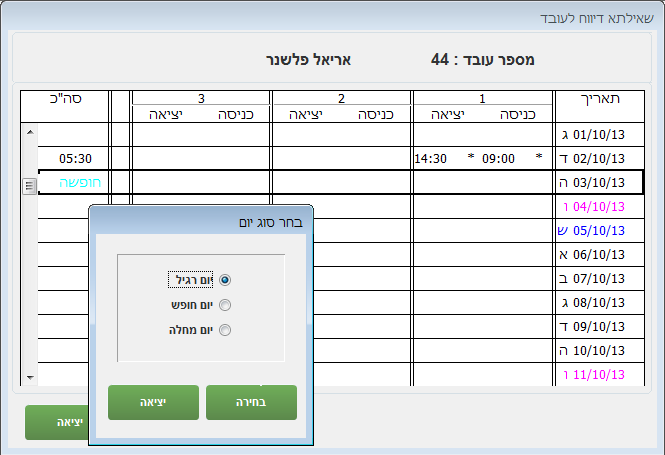 שאילתא דיווח לעובד
מספר עובד : 44 אריאל פלשנר
תאריך 1 2 3 סה"כ
כניסה יציאה כניסה יציאה כניסה יציאה
01/10/13 ג
02/10/13 ד * 09:00 * 14:30 05:30
03/10/13 ה חופשה
04/10/13 ו
05/10/13 ש
06/10/13 א
07/10/13 ב
08/10/13 ג
09/10/13 ד
10/10/13 ה
11/10/13 ו
בחר סוג יום
יום רגיל
יום חופש
יום מחלה
בחירה יציאה
יציאה